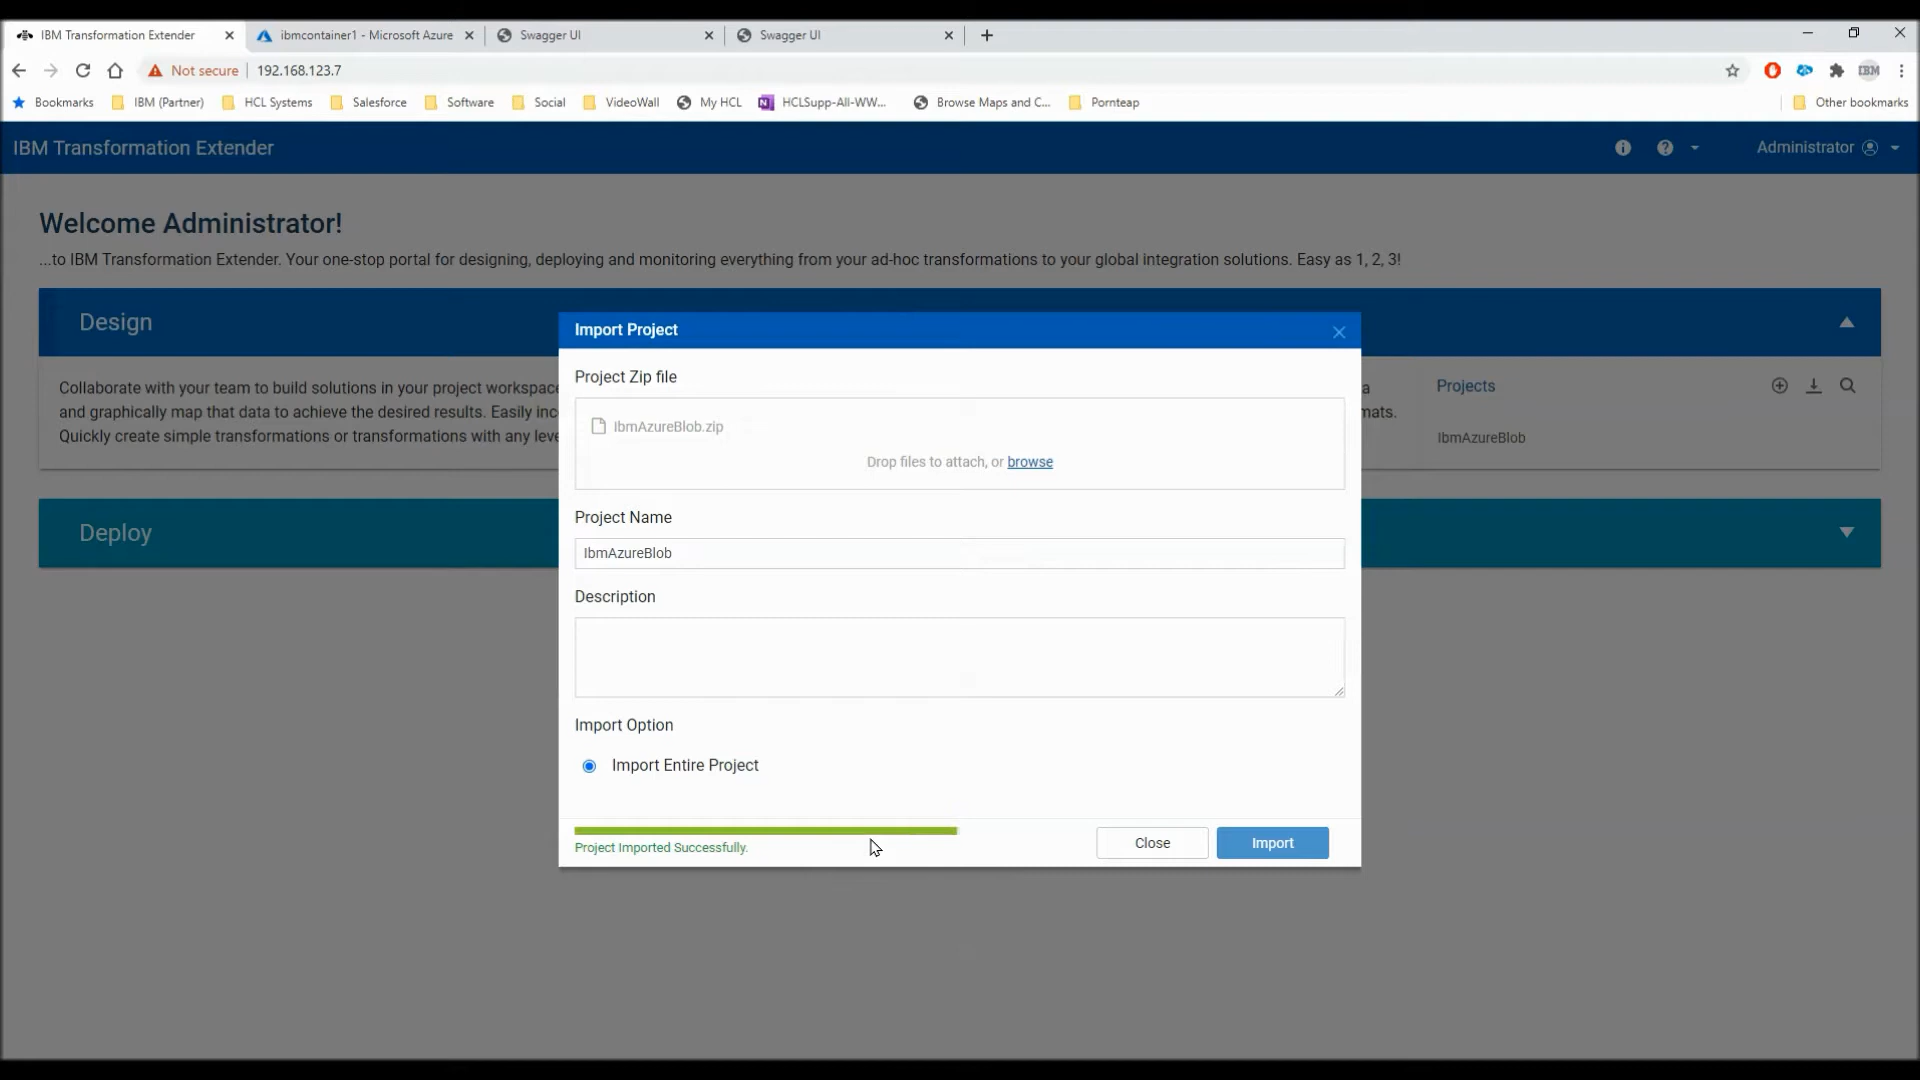 IBM Transformation Extender
ibmcontainer1 - Microsoft Azure
Swagger UI
Swagger UI
Not secure
192.168.123.7
IBM
Bookmarks
IBM (Partner)
HCL Systems
Salesforce
Software
Social
VideoWall
My HCL
HCLSupp-All-WW...
Browse Maps and C...
Pornteap
Other bookmarks
IBM Transformation Extender
Administrator
Welcome Administrator!
...to IBM Transformation Extender. Your one-stop portal for designing, deploying and monitoring everything from your ad-hoc transformations to your global integration solutions. Easy as 1, 2, 3!
Design
Collaborate with your team to build solutions in your project workspac
a
and graphically map that data to achieve the desired results. Easily inc
mats.
Quickly create simple transformations or transformations with any leve
Projects
IbmAzureBlob
Deploy
Import Project
Project Zip file
IbmAzureBlob.zip
Drop files to attach, or browse
Project Name
IbmAzureBlob
Description
Import Option
Import Entire Project
Project Imported Successfully.
Close
Import